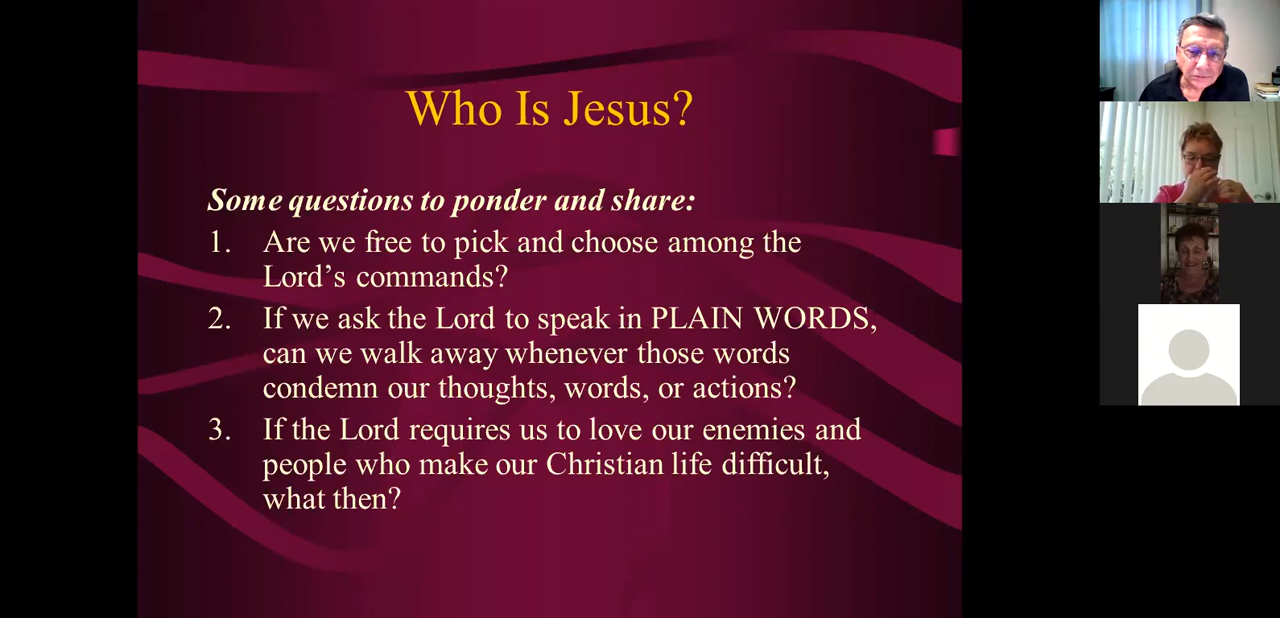 Who Is Jesus?
Some questions to ponder and share:
1. Are we free to pick and choose among the
Lord’s commands?
2. If we ask the Lord to speak in PLAIN WORDS,
can we walk away whenever those words
condemn our thoughts, words, or actions?
3. If the Lord requires us to love our enemies and
people who make our Christian life difficult,
what then?